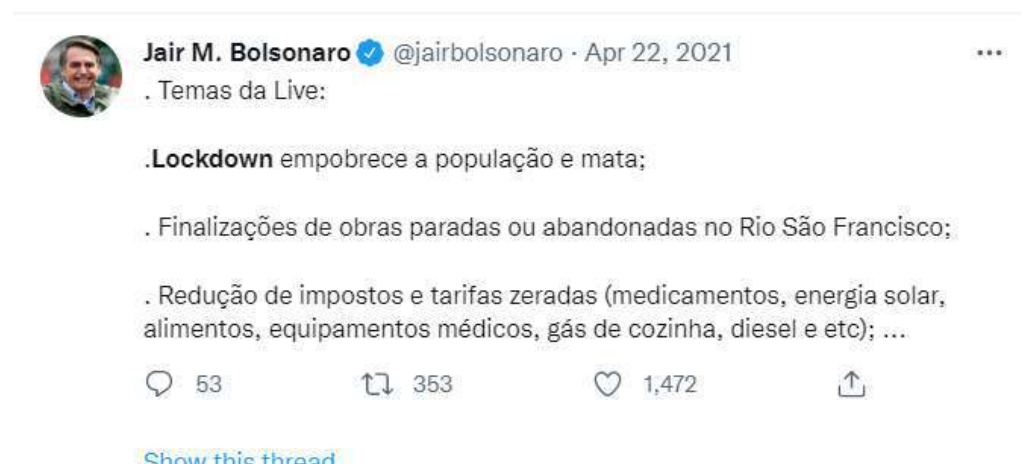 Jair M. Bolsonaro @jairbolsonaro · Apr 22, 2021
. Temas da Live:
.Lockdown empobrece a população e mata;
. Finalizações de obras paradas ou abandonadas no Rio São Francisco;
. Redução de impostos e tarifas zeradas (medicamentos, energia solar,
alimentos, equipamentos médicos, gás de cozinha, diesel e etc); ...
53 353 1,472
Show this thread